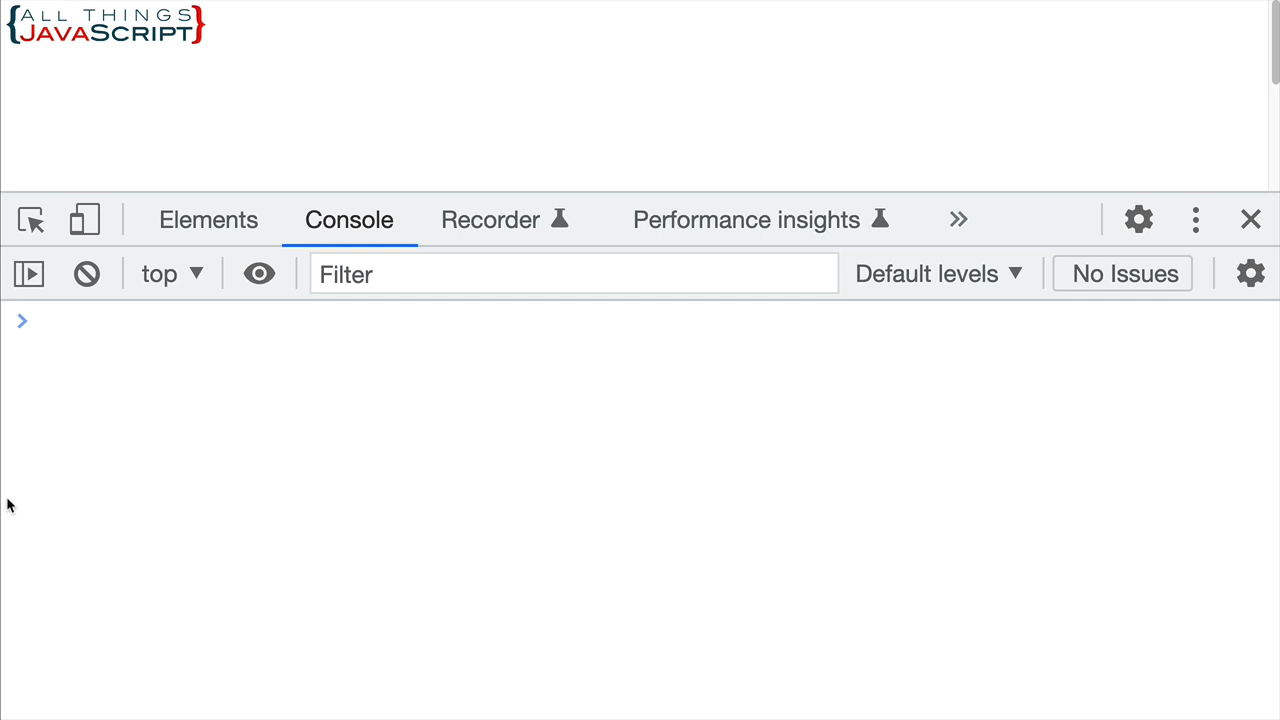 {ALL THINGS
JAVASCRIPT}
Elements Console Recorder Performance insights
top Filter Default levels No Issues